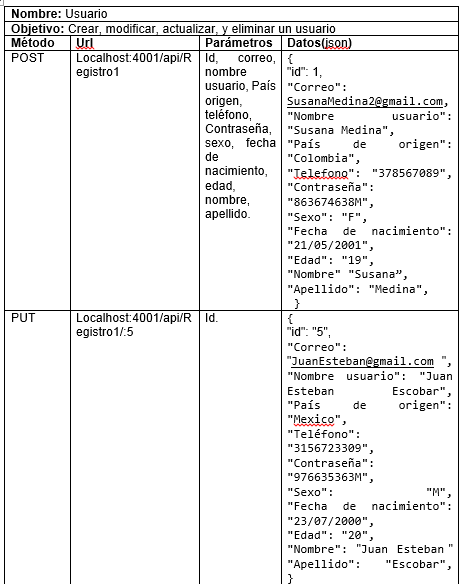 Nombre: Usuario
Objetivo: Crear, modificar, actualizar, y eliminar un usuario
Método Url Parámetros Datos(json)
POST
Localhost:4001/api/R
egistro1
Id, correo,
nombre
usuario, País
origen,
teléfono,
Contraseña,
sexo, fecha
de
nacimiento,
edad,
nombre,
apellido.
{
"id": 1,
"Correo":
SusanaMedina2@gmail.com,
"Nombre usuario":
"Susana Medina",
"País de origen":
"Colombia",
"Telefono": "378567089",
"Contraseña":
"863674638M",
"Sexo": "F",
"Fecha de nacimiento":
"21/05/2001",
"Edad": "19",
"Nombre" "Susana”,
"Apellido": "Medina",
}
PUT
Localhost:4001/api/R
egistro1/:5
Id.
{
"id": "5",
"Correo":
"JuanEsteban@gmail.com ",
"Nombre usuario": "Juan
Esteban Escobar",
"País de origen":
"Mexico",
"Teléfono":
"3156723309",
"Contraseña":
"976635363M",
"Sexo": "M",
"Fecha de nacimiento":
"23/07/2000",
"Edad": "20",
"Nombre": "Juan Esteban "
"Apellido": "Escobar",
}